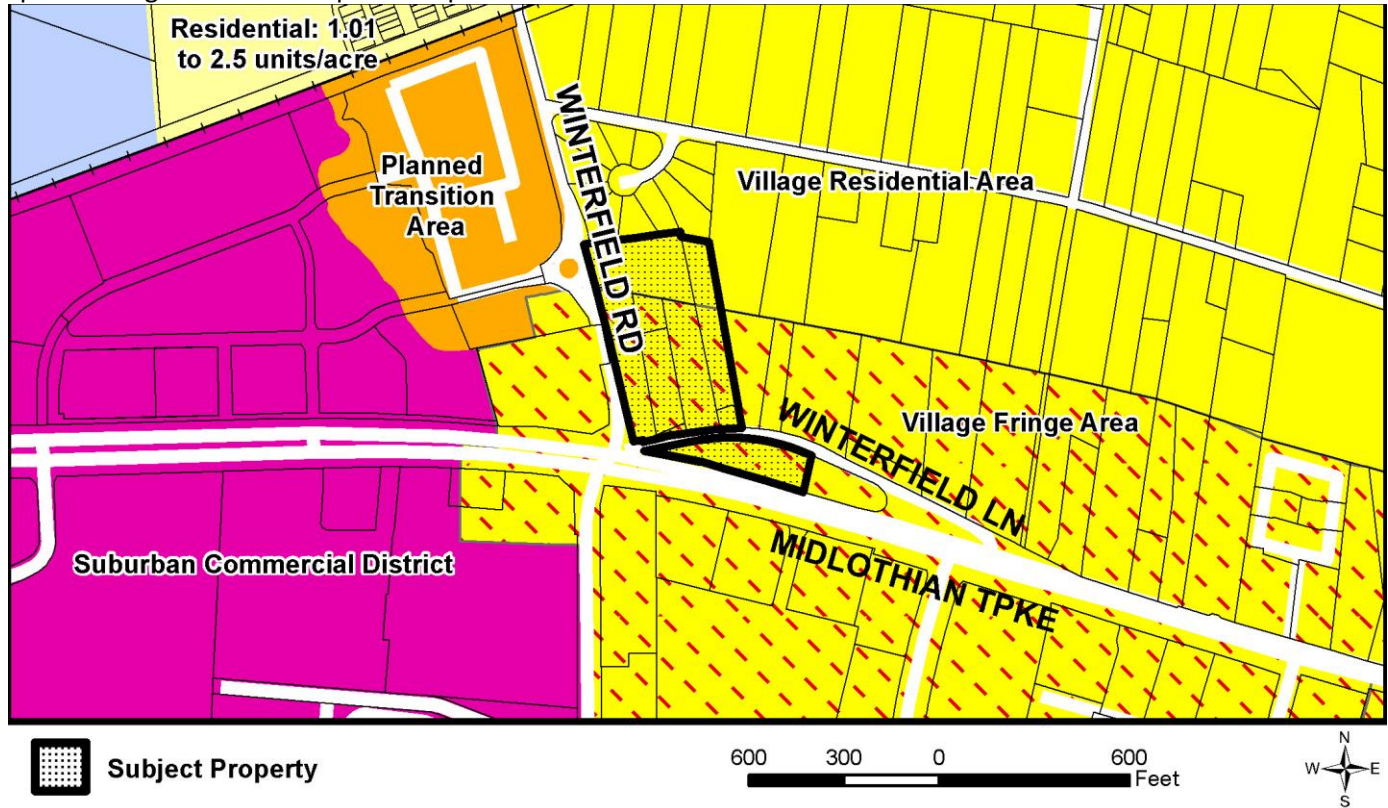 Residential: 1.01
to 2.5 units/acre
WINTERFIELD RD
Planned
Transition
Area
Village Residential Area
Village Fringe Area
WINTERFIELD LN
MIDLOTHIAN TPKE
Suburban Commercial District
Subject Property
600 300 0 600
Feet
N
W E
S